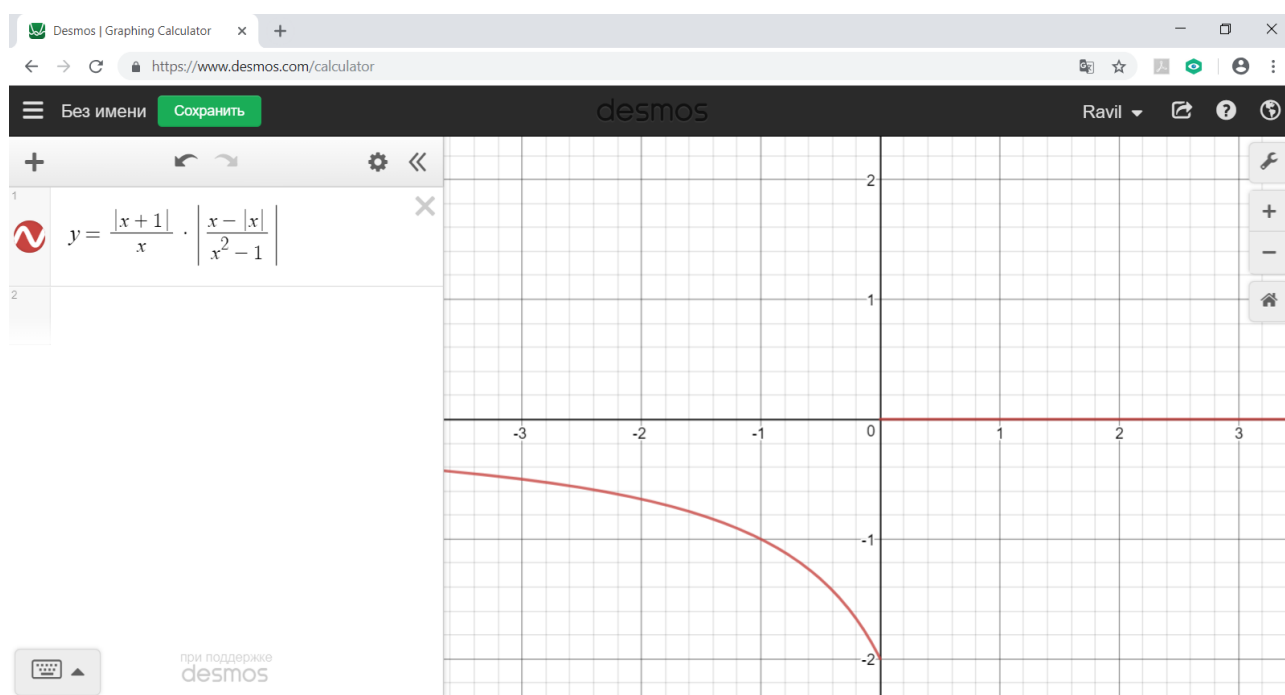 Desmos | Graphing Calculator
https://www.desmos.com/calculator
Без имени Сохранить desmos Ravil
1
y = |x + 1| / x · | (x − |x|) / (x² − 1) |
2
2
1
-3 -2 -1 0 1 2 3
-1
-2
при поддержке
desmos